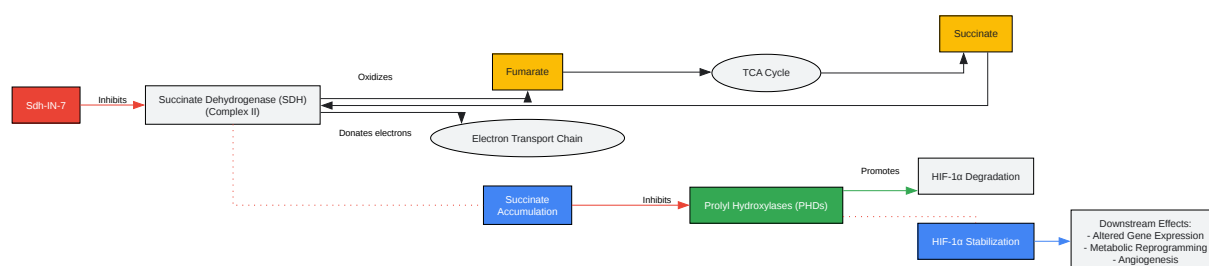 Succinate
Oxidizes
Fumarate
TCA Cycle
Sdh-IN-7
Inhibits
Succinate Dehydrogenase (SDH)
(Complex II)
Donates electrons
Electron Transport Chain
Promotes
HIF-1α Degradation
Succinate
Accumulation
Inhibits
Prolyl Hydroxylases (PHDs)
HIF-1α Stabilization
Downstream Effects:
- Altered Gene Expression
- Metabolic Reprogramming
- Angiogenesis